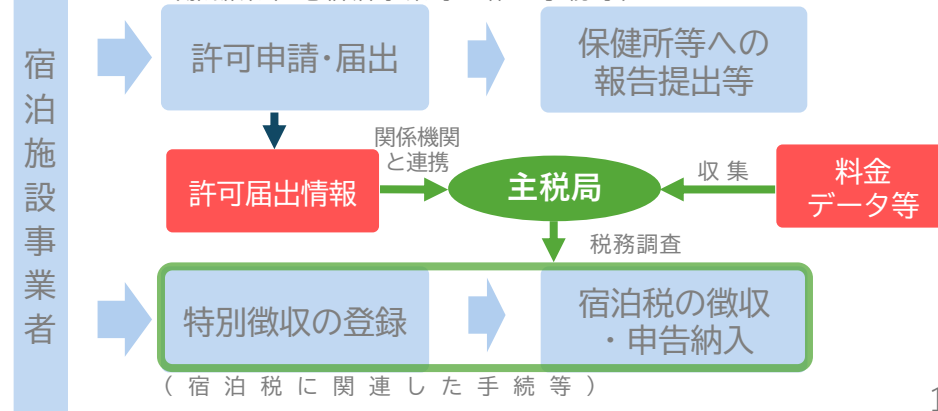 宿泊施設事業者
許可申請・届出
保健所等への
報告提出等
関係機関
と連携
許可届出情報
主税局
収集
料金
データ等
税務調査
特別徴収の登録
宿泊税の徴収
・申告納入
(宿泊税に関連した手続等)